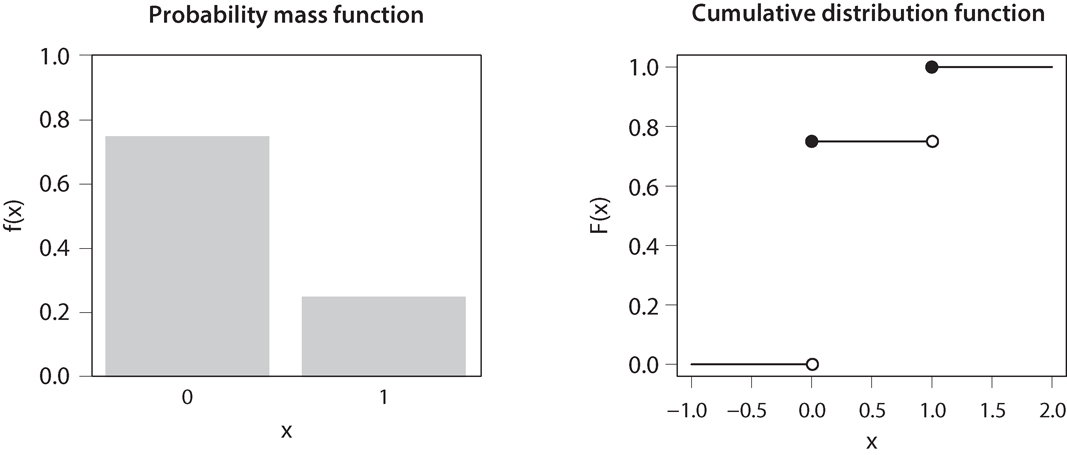 Probability mass function
1.0
0.8
0.6
0.4
0.2
0.0
f(x)
0 1
x
Cumulative distribution function
1.0
0.8
0.6
0.4
0.2
0.0
F(x)
−1.0 −0.5 0.0 0.5 1.0 1.5 2.0
x